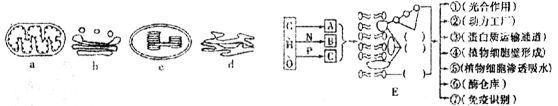 ①(光合作用)
②(动力工厂)
③(蛋白质运输通道)
④(植物细胞壁形成)
⑤(植物细胞渗透吸水)
⑥(酶仓库)
⑦(免疫识别)
C H O
N
P
A
B
C
( )
( )
E
a b c d